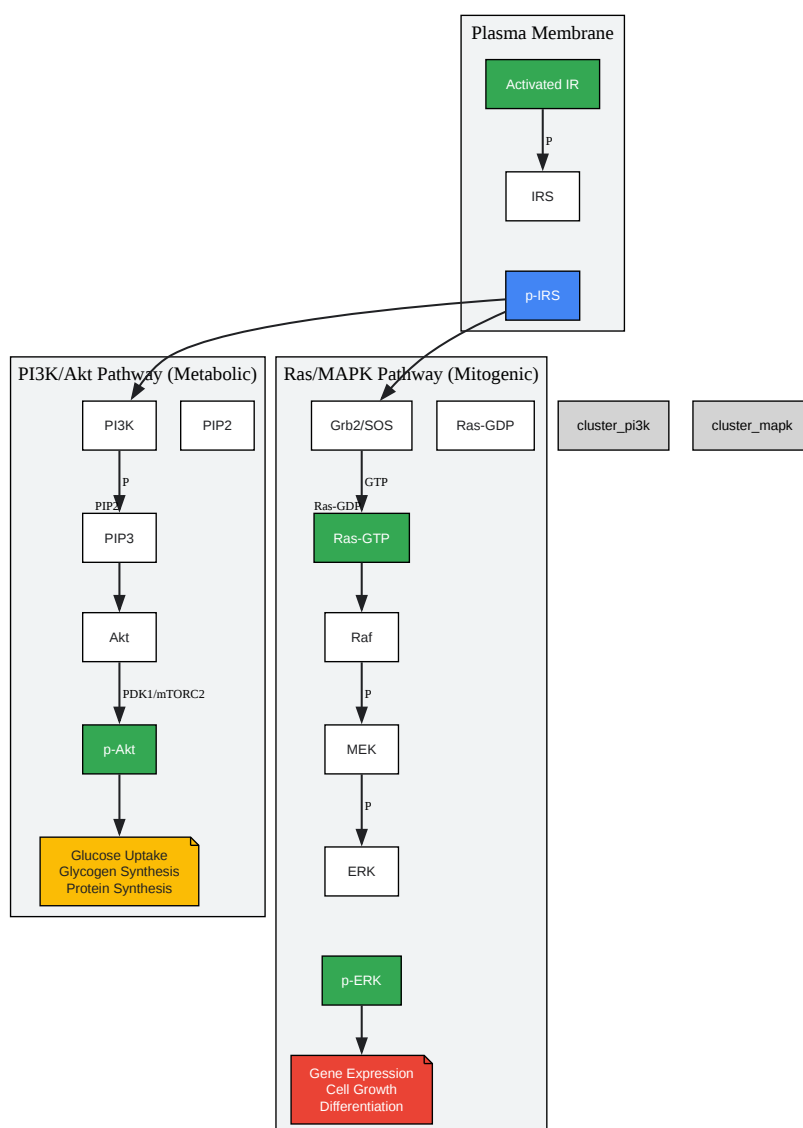 Plasma Membrane
Activated IR
P
IRS
p-IRS
PI3K/Akt Pathway (Metabolic)
PI3K
PIP2
P
PIP2
PIP3
Akt
PDK1/mTORC2
p-Akt
Glucose Uptake
Glycogen Synthesis
Protein Synthesis
Ras/MAPK Pathway (Mitogenic)
Grb2/SOS
Ras-GDP
GTP
Ras-GDP
Ras-GTP
Raf
P
MEK
P
ERK
p-ERK
Gene Expression
Cell Growth
Differentiation
cluster_pi3k
cluster_mapk